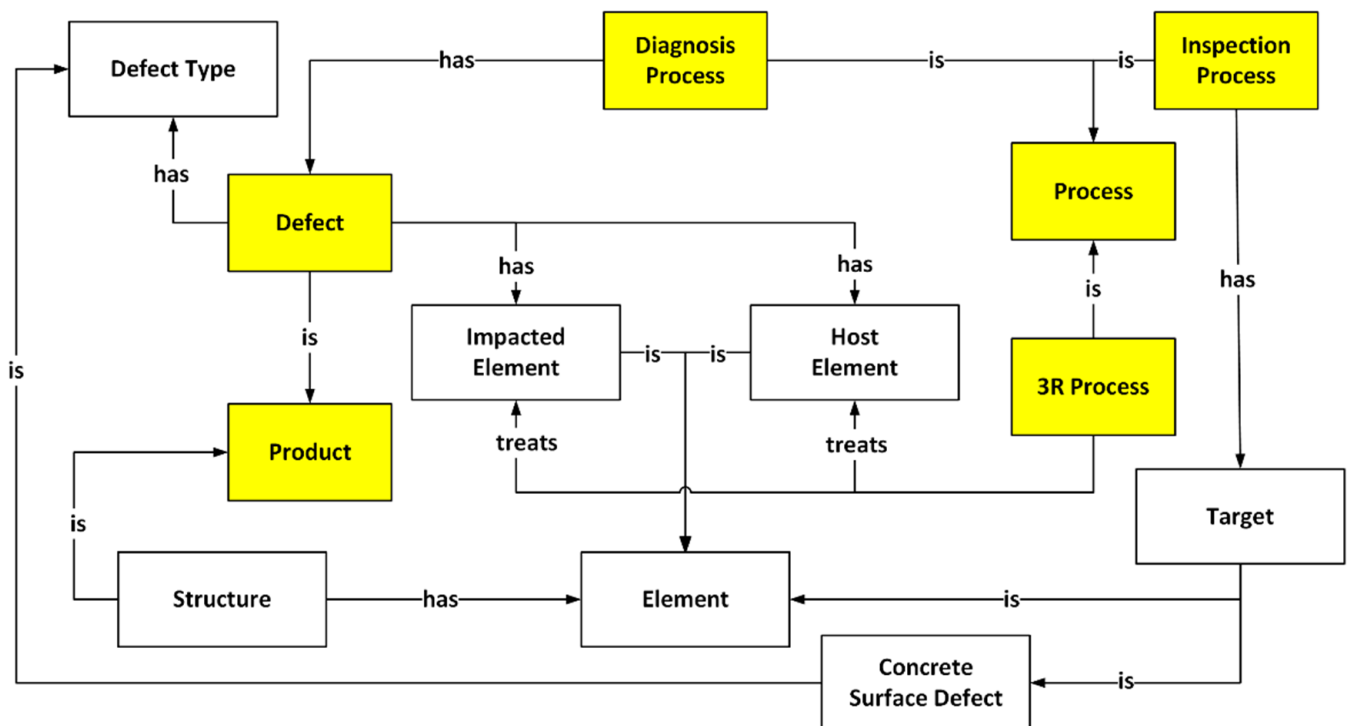 Diagnosis
Process
Inspection
Process
Defect Type
has
is
is
has
Defect
Process
has
has
has
is
is
is
Impacted
Element
is
is
Host
Element
3R Process
is
treats
treats
Product
Target
is
Structure
has
Element
is
Concrete
Surface Defect
is